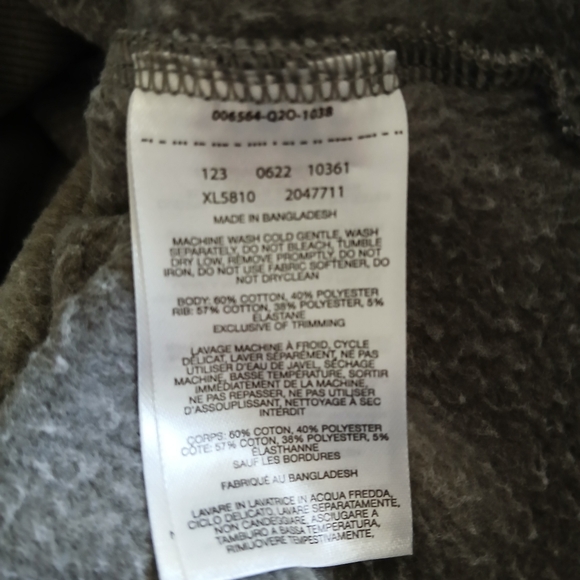 006564-Q2O-1038
123 0622 10361
XL5810 2047711
MADE IN BANGLADESH
MACHINE WASH COLD GENTLE, WASH
SEPARATELY, DO NOT BLEACH, TUMBLE
DRY LOW, REMOVE PROMPTLY, DO NOT
IRON, DO NOT USE FABRIC SOFTENER, DO
NOT DRYCLEAN
BODY: 60% COTTON, 40% POLYESTER
RIB: 57% COTTON, 38% POLYESTER, 5%
ELASTANE
EXCLUSIVE OF TRIMMING
LAVAGE MACHINE À FROID, CYCLE
DÉLICAT, LAVER SÉPARÉMENT, NE PAS
UTILISER D'EAU DE JAVEL, SÉCHAGE
MACHINE, BASSE TEMPÉRATURE, SORTIR
IMMÉDIATEMENT DE LA MACHINE,
NE PAS REPASSER, NE PAS UTILISER
D'ASSOUPLISSANT, NETTOYAGE À SEC
INTERDIT
CORPS: 60% COTON, 40% POLYESTER
CÔTE: 57% COTON, 38% POLYESTER, 5%
ÉLASTHANNE
SAUF LES BORDURES
FABRIQUÉ AU BANGLADESH
LAVARE IN LAVATRICE IN ACQUA FREDDA,
CICLO DELICATO, LAVARE SEPARATAMENTE,
NON CANDEGGIARE, ASCIUGARE A
TAMBURO A BASSA TEMPERATURA,
RIMUOVERE TEMPESTIVAMENTE,